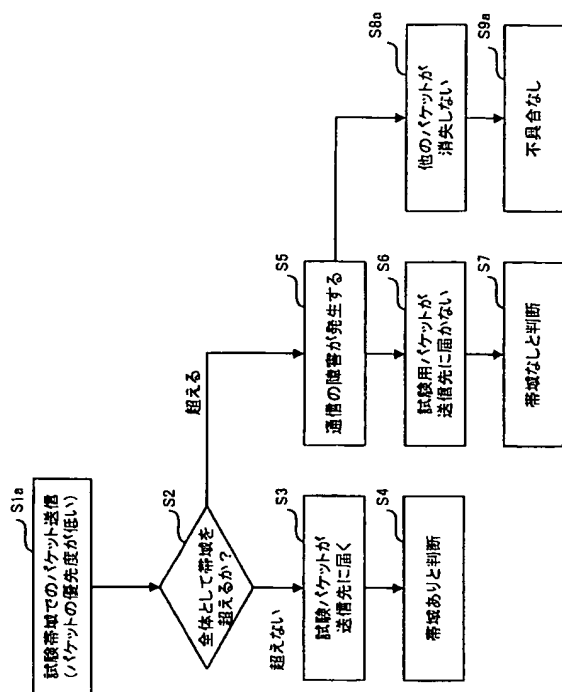 S1a
試験帯域でのパケット送信
(パケットの優先度が低い)
S2
全体として帯域を
超えるか？
超えない
超える
S3
試験パケットが
送信先に届く
S4
帯域ありと判断
S5
通信の障害が発生する
S6
試験用パケットが
送信先に届かない
S7
帯域なしと判断
S8a
他のパケットが
消失しない
S9a
不具合なし